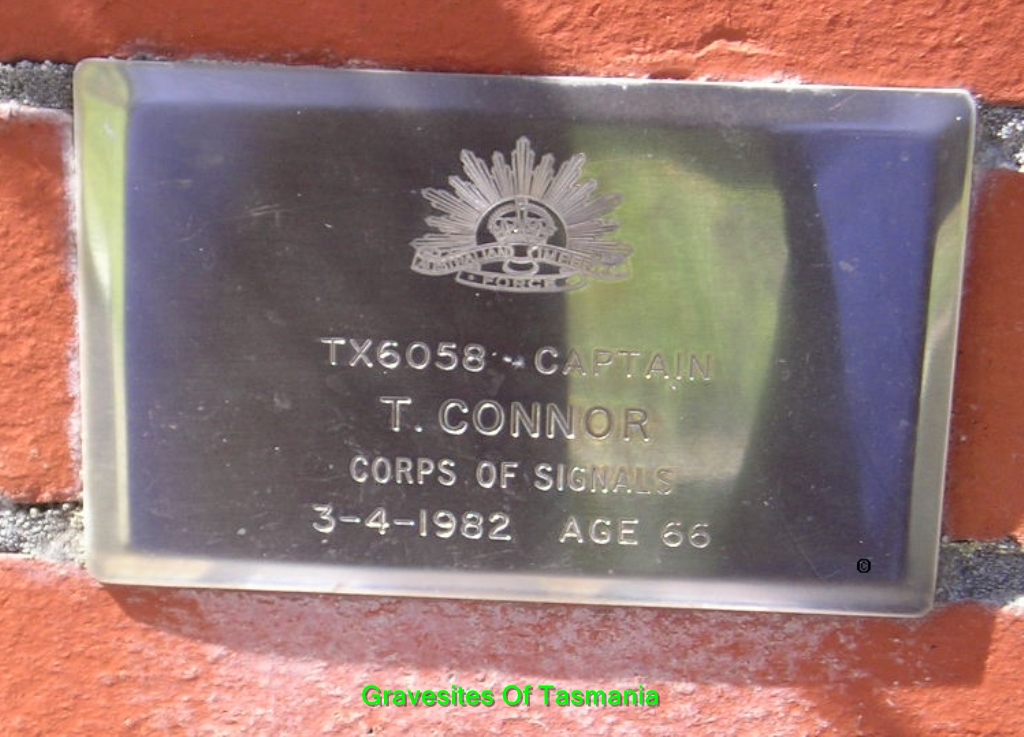 AUSTRALIAN IMPERIAL
FORCE
TX6058 - CAPTAIN
T. CONNOR
CORPS OF SIGNALS
3-4-1982 AGE 66
©
Gravesites Of Tasmania